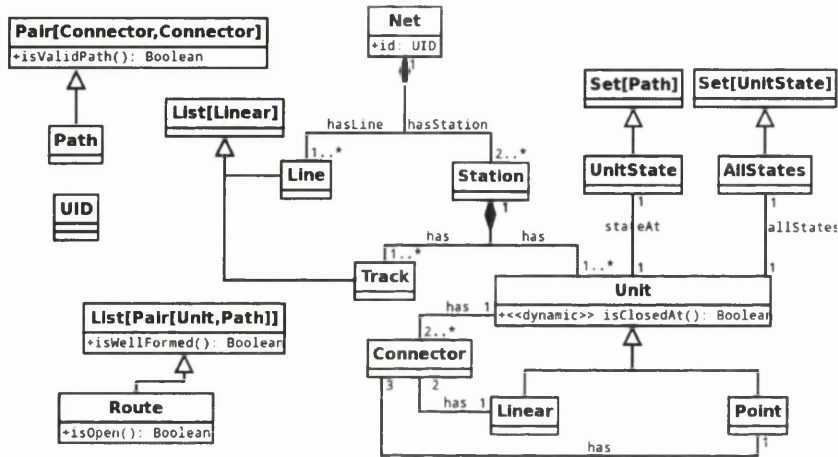 Net
+id: UID
1
Pair[Connector,Connector]
+isValidPath(): Boolean
Path
UID
List[Linear]
hasLine
hasStation
1..*
2..*
Line
Station
1
Set[Path]
Set[UnitState]
UnitState
AllStates
1
1
stateAt
allStates
has
has
1..*
1..*
1
1
Track
Unit
+<<dynamic>> isClosedAt(): Boolean
List[Pair[Unit,Path]]
+isWellFormed(): Boolean
Route
+isOpen(): Boolean
has
1
2..*
Connector
3
2
has
1
Linear
Point
1
has